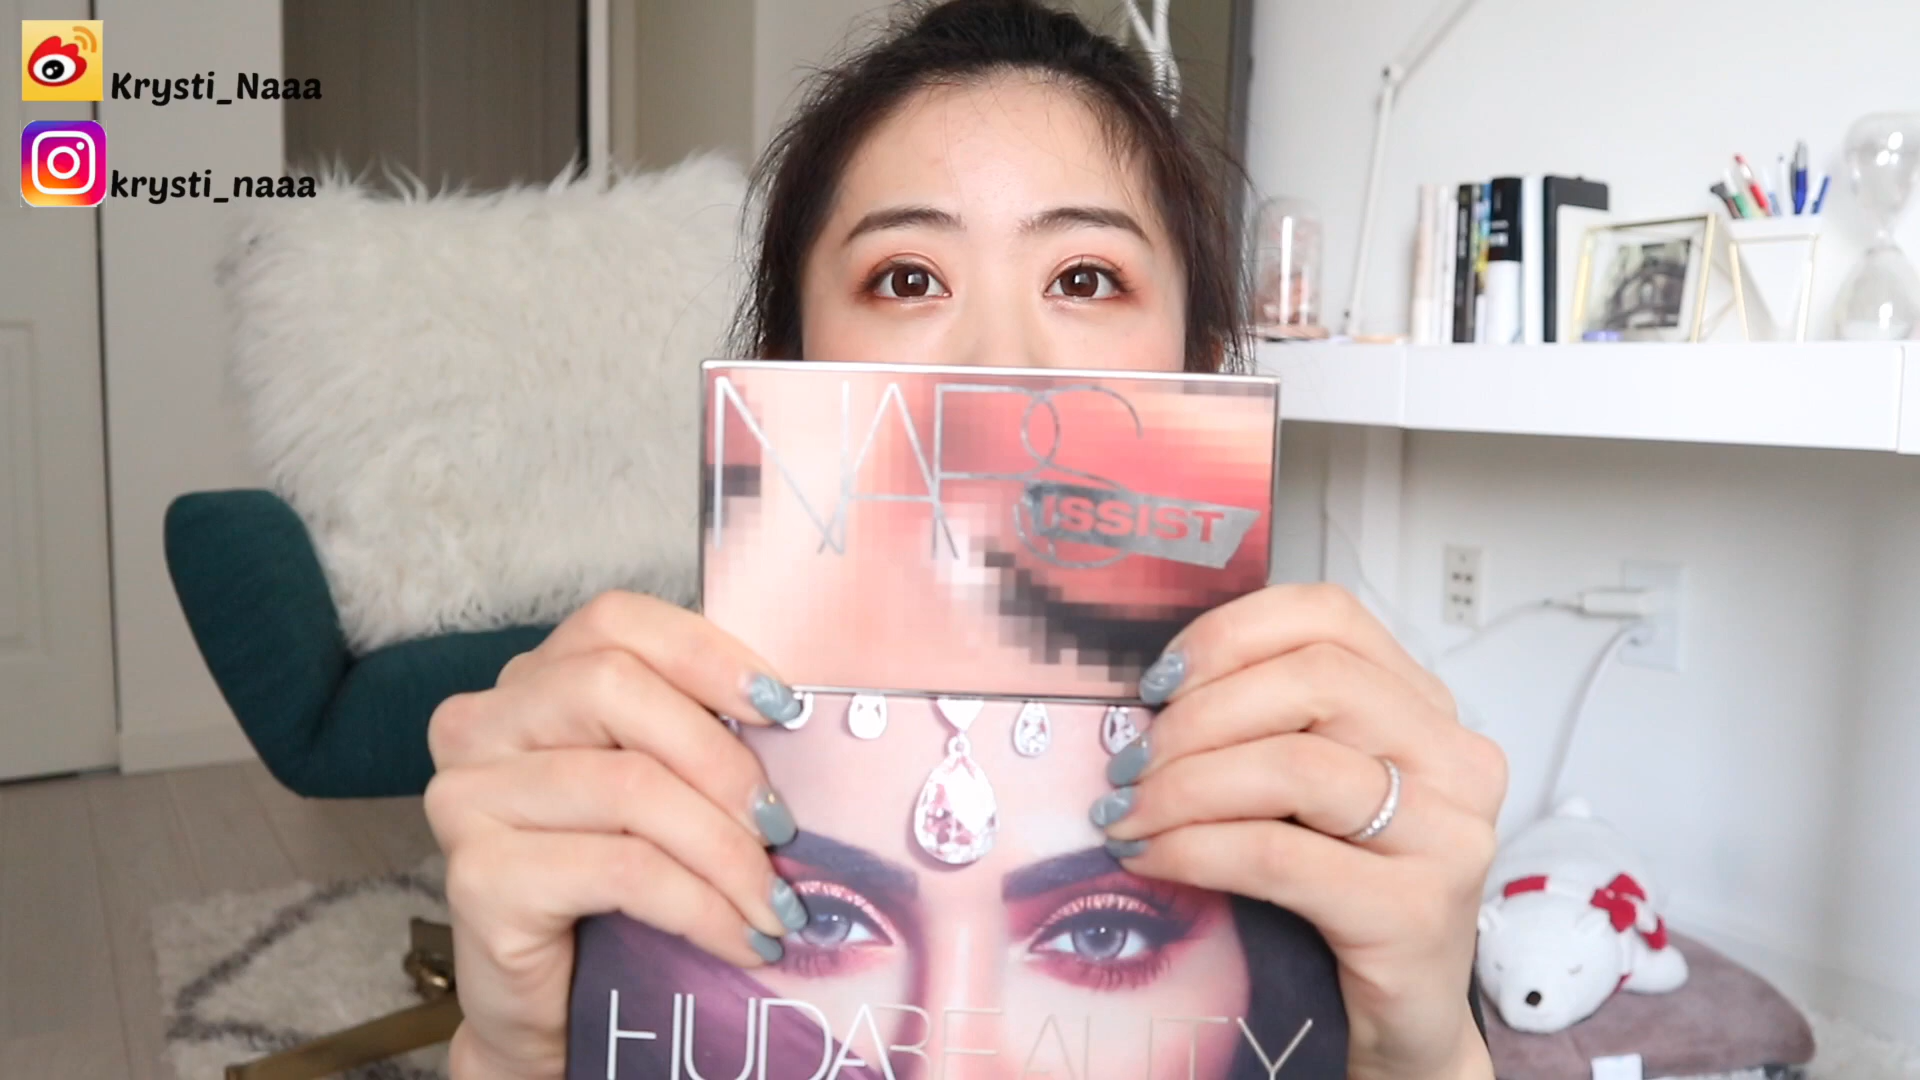 Krysti_Naaa
krysti_naaa
NARS
ISSIST
HUDABEAUTY